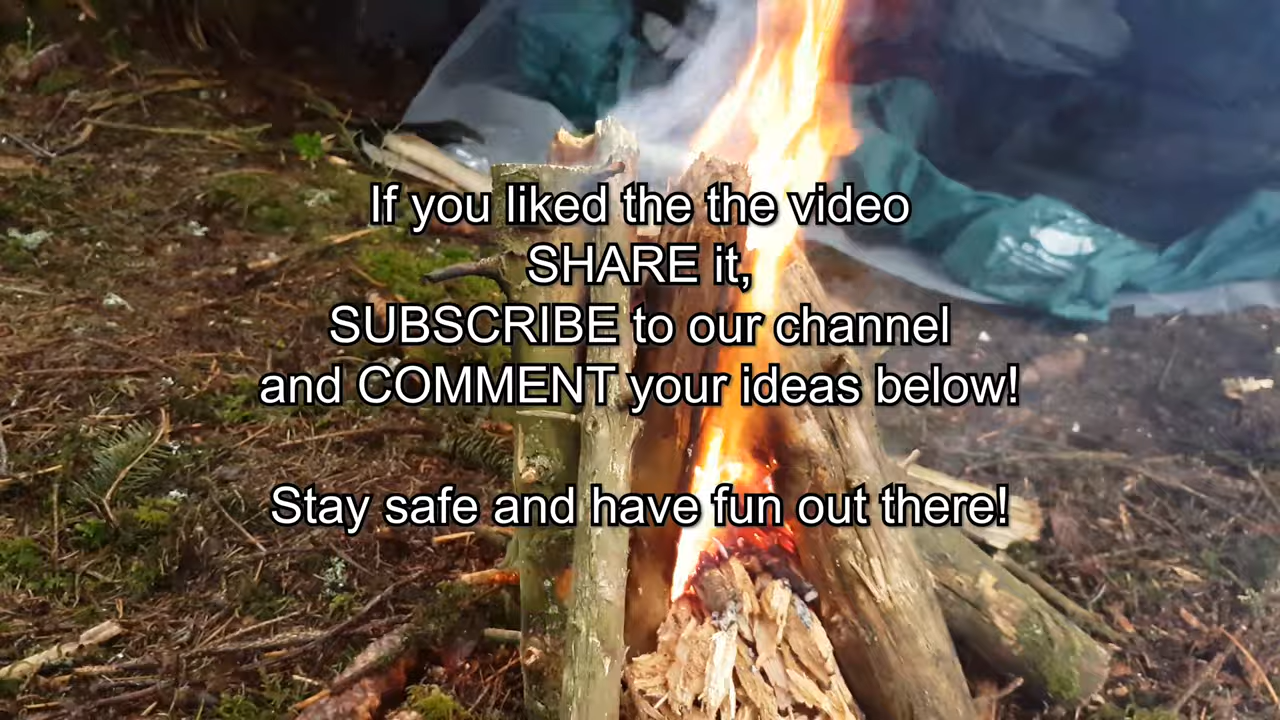 If you liked the the video
SHARE it,
SUBSCRIBE to our channel
and COMMENT your ideas below!
Stay safe and have fun out there!